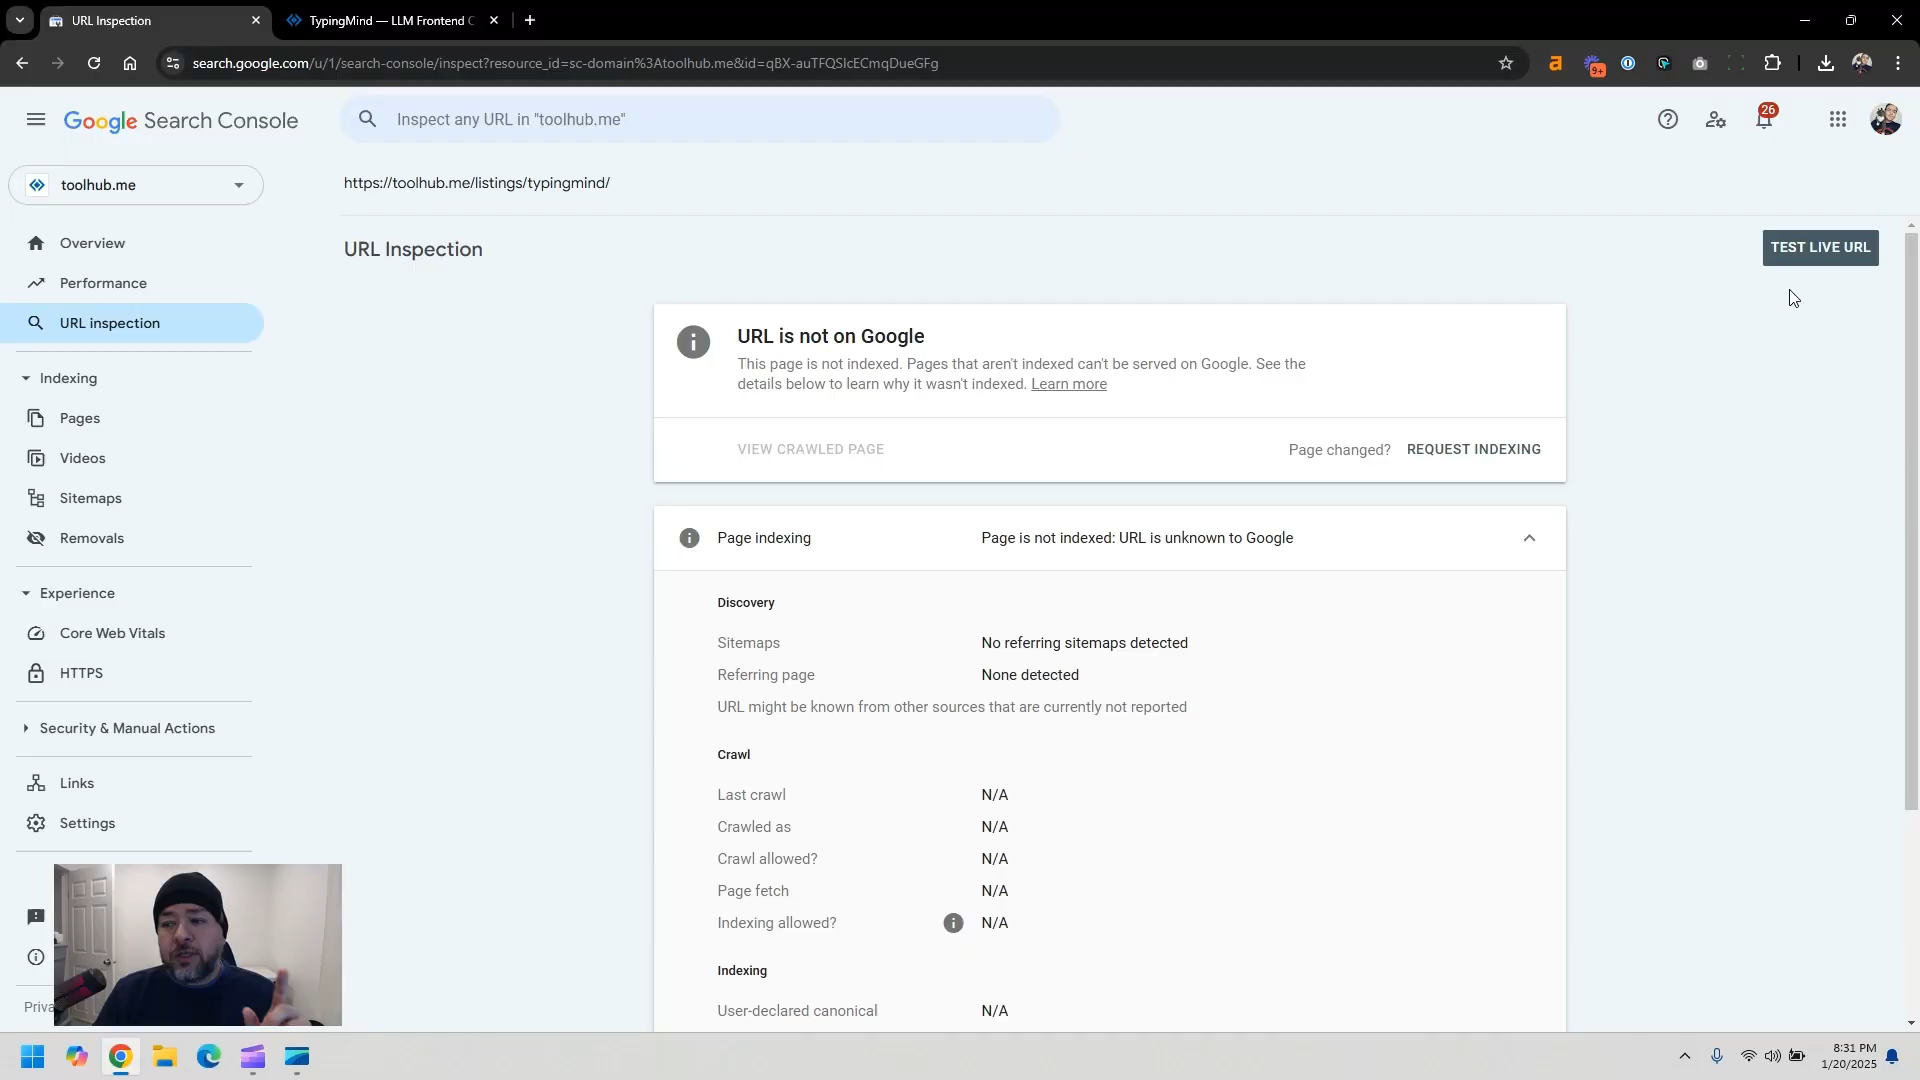 URL Inspection
TypingMind — LLM Frontend C
search.google.com/u/1/search-console/inspect?resource_id=sc-domain%3Atoolhub.me&id=qBX-auTFQSIcECmqDueGFg
9+
Google Search Console
Inspect any URL in "toolhub.me"
26
toolhub.me
https://toolhub.me/listings/typingmind/
Overview
Performance
URL inspection
Indexing
Pages
Videos
Sitemaps
Removals
Experience
Core Web Vitals
HTTPS
Security & Manual Actions
Links
Settings
Priva
URL Inspection
TEST LIVE URL
URL is not on Google
This page is not indexed. Pages that aren't indexed can't be served on Google. See the
details below to learn why it wasn't indexed. Learn more
VIEW CRAWLED PAGE
Page changed? REQUEST INDEXING
Page indexing
Page is not indexed: URL is unknown to Google
Discovery
Sitemaps No referring sitemaps detected
Referring page None detected
URL might be known from other sources that are currently not reported
Crawl
Last crawl N/A
Crawled as N/A
Crawl allowed? N/A
Page fetch N/A
Indexing allowed? N/A
Indexing
User-declared canonical N/A
8:31 PM
1/20/2025